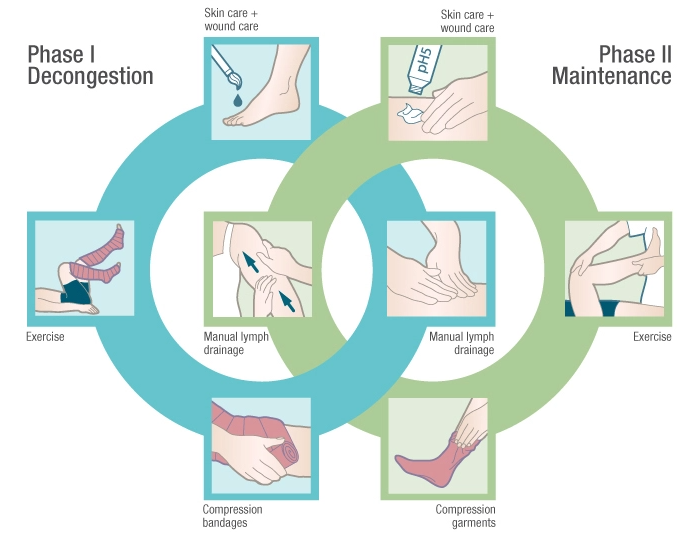 Skin care +
wound care
Skin care +
wound care
Phase I
Decongestion
Phase II
Maintenance
pH5
Exercise
Manual lymph
drainage
Manual lymph
drainage
Exercise
Compression
bandages
Compression
garments